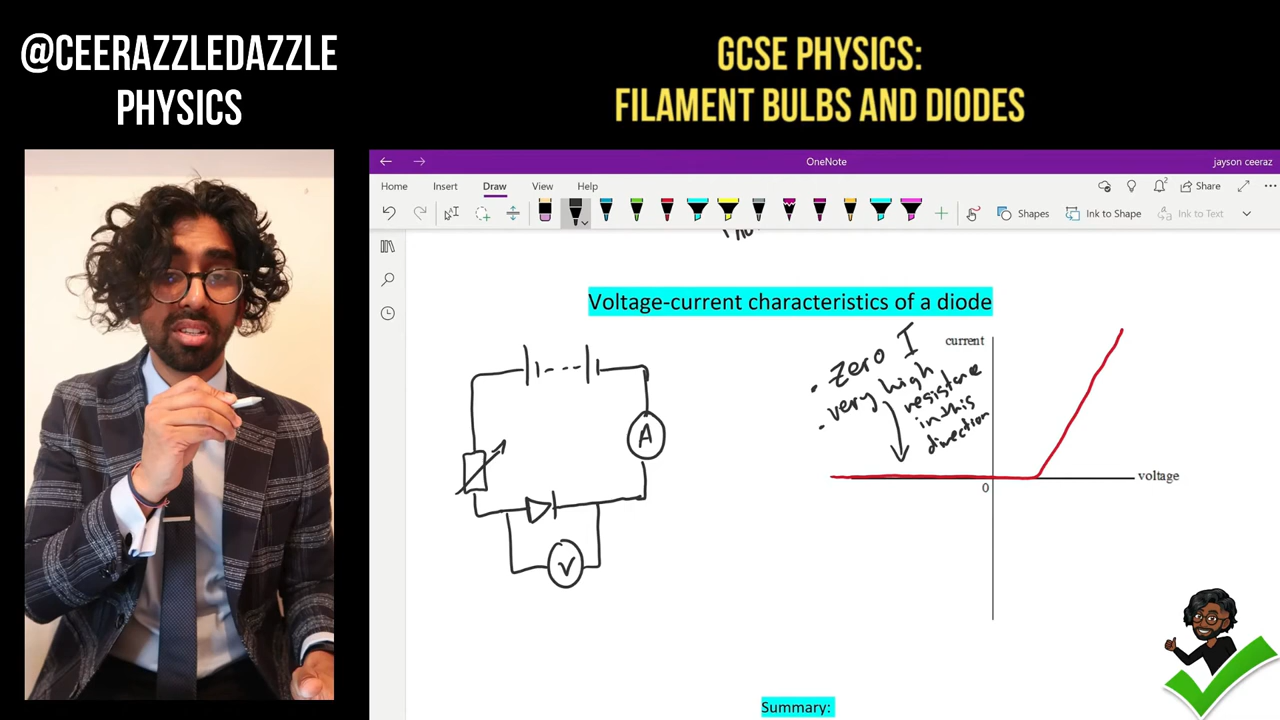 @CEERAZZLEDAZZLE
PHYSICS
GCSE PHYSICS:
FILAMENT BULBS AND DIODES
OneNote
jayson ceeraz
Home
Insert
Draw
View
Help
2
Share
Shapes
Ink to Shape
Ink to Text
Voltage-current characteristics of a diode
A
V
• Zero I
• very high
resistance
in this
direction
current
voltage
0
Summary: